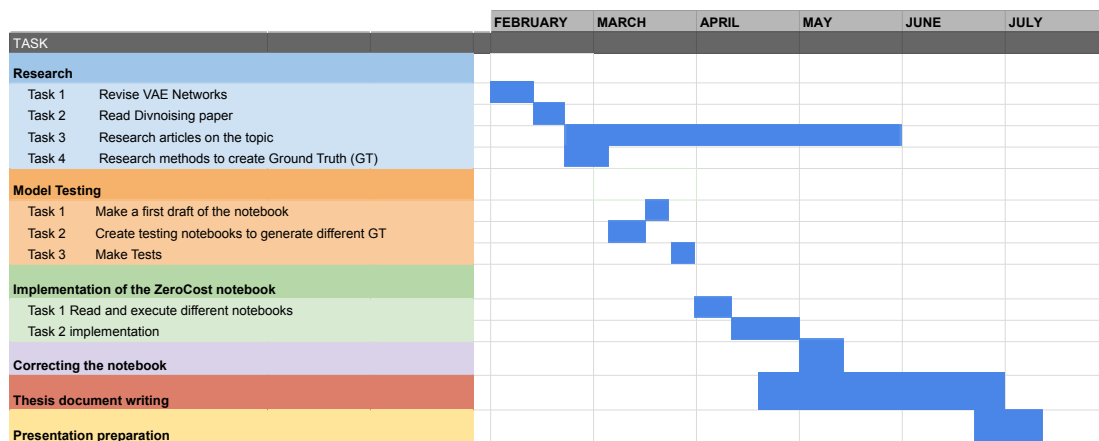 FEBRUARY MARCH APRIL MAY JUNE JULY
TASK
Research
Task 1 Revise VAE Networks
Task 2 Read Divnoising paper
Task 3 Research articles on the topic
Task 4 Research methods to create Ground Truth (GT)
Model Testing
Task 1 Make a first draft of the notebook
Task 2 Create testing notebooks to generate different GT
Task 3 Make Tests
Implementation of the ZeroCost notebook
Task 1 Read and execute different notebooks
Task 2 implementation
Correcting the notebook
Thesis document writing
Presentation preparation